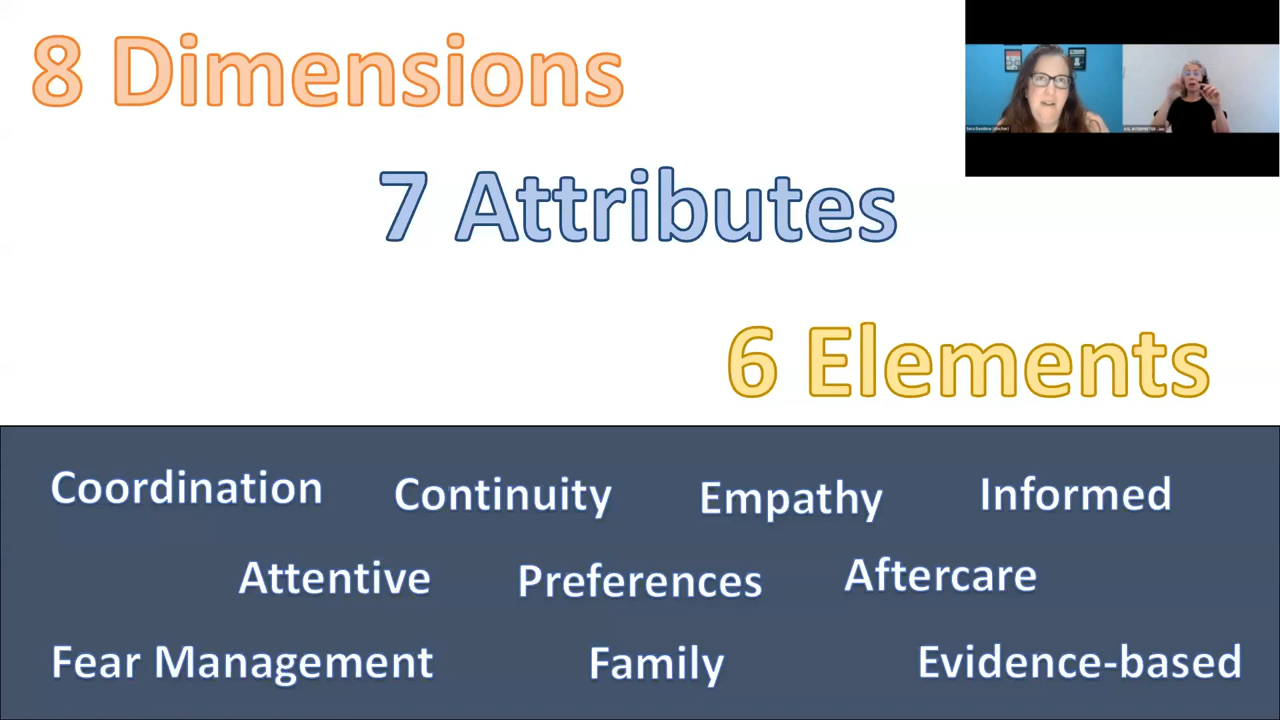 8 Dimensions
7 Attributes
6 Elements
Coordination Continuity Empathy Informed
Attentive Preferences Aftercare
Fear Management Family Evidence-based